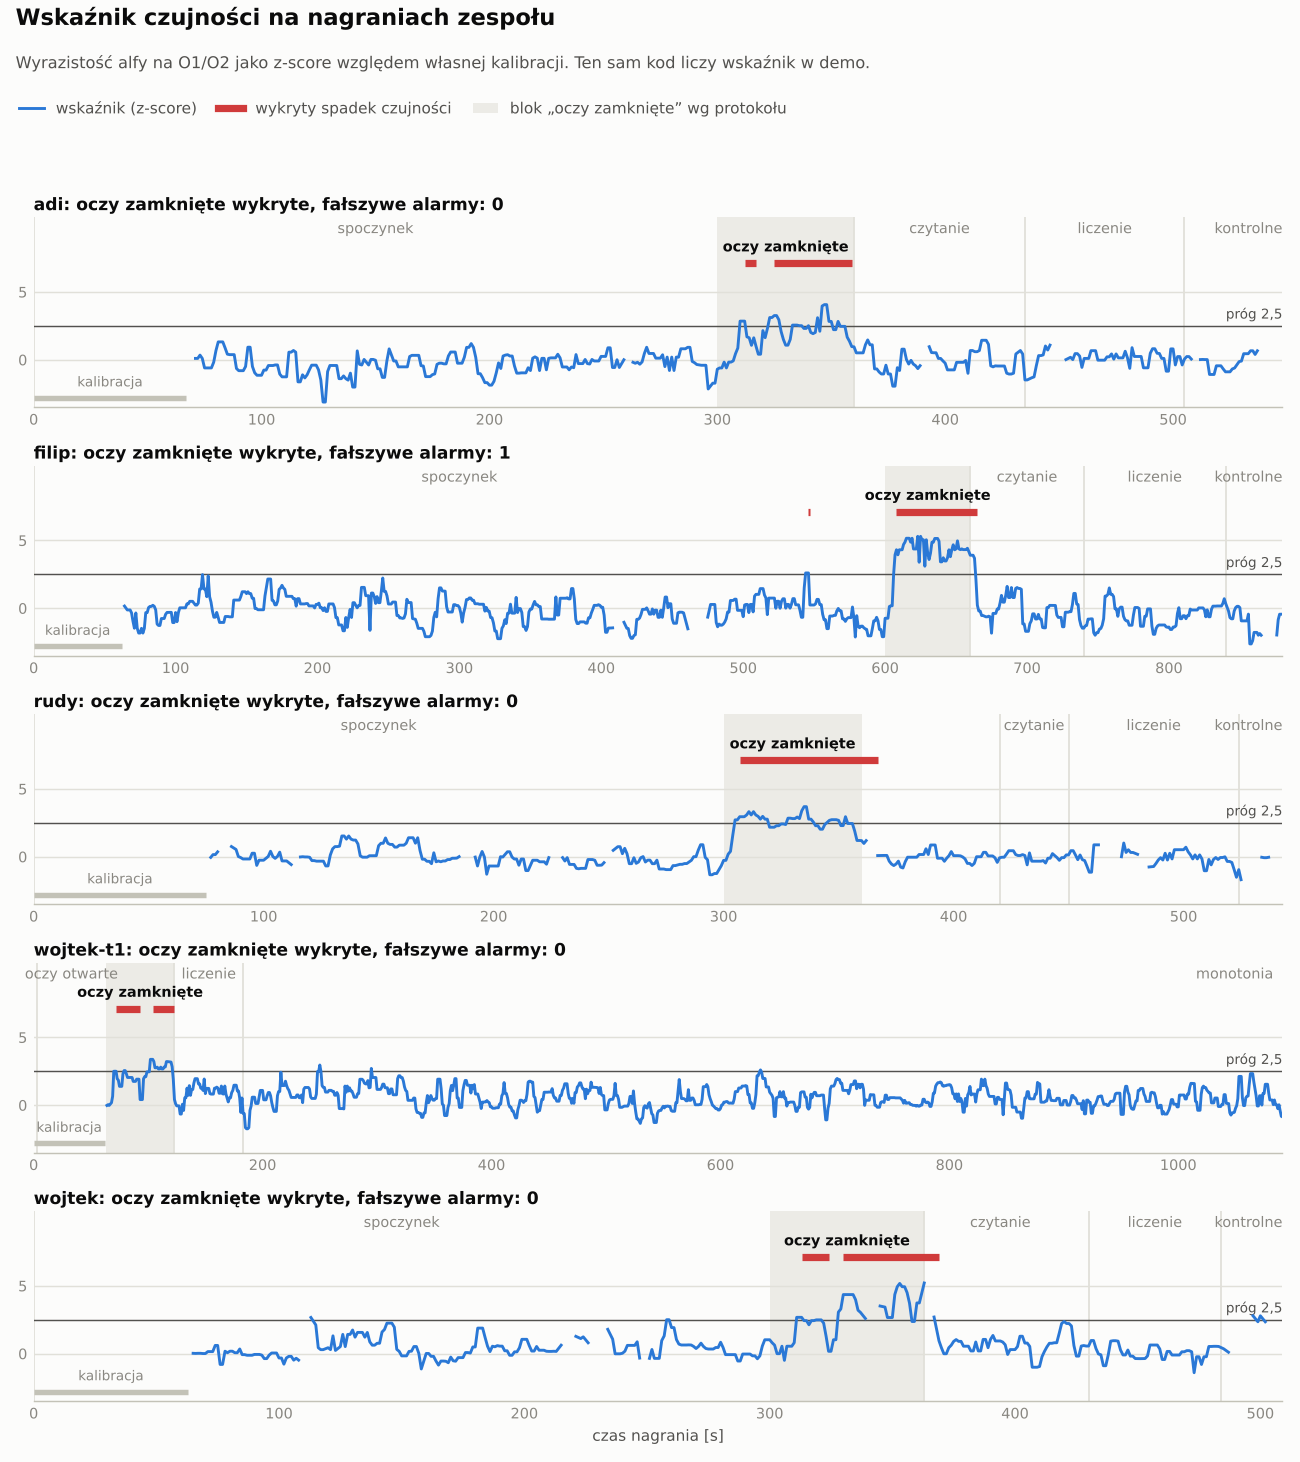 Wskaźnik czujności na nagraniach zespołu
Wyrazistość alfy na O1/O2 jako z-score względem własnej kalibracji. Ten sam kod liczy wskaźnik w demo.
wskaźnik (z-score) wykryty spadek czujności blok „oczy zamknięte” wg protokołu
adi: oczy zamknięte wykryte, fałszywe alarmy: 0
spoczynek czytanie liczenie kontrolne
oczy zamknięte
5
próg 2,5
0
kalibracja
0 100 200 300 400 500
filip: oczy zamknięte wykryte, fałszywe alarmy: 1
spoczynek czytanie liczenie kontrolne
oczy zamknięte
5
próg 2,5
0
kalibracja
0 100 200 300 400 500 600 700 800
rudy: oczy zamknięte wykryte, fałszywe alarmy: 0
spoczynek czytanie liczenie kontrolne
oczy zamknięte
5
próg 2,5
0
kalibracja
0 100 200 300 400 500
wojtek-t1: oczy zamknięte wykryte, fałszywe alarmy: 0
oczy otwarte liczenie monotonia
oczy zamknięte
5
próg 2,5
0
kalibracja
0 200 400 600 800 1000
wojtek: oczy zamknięte wykryte, fałszywe alarmy: 0
spoczynek czytanie liczenie kontrolne
oczy zamknięte
5
próg 2,5
0
kalibracja
0 100 200 300 400 500
czas nagrania [s]